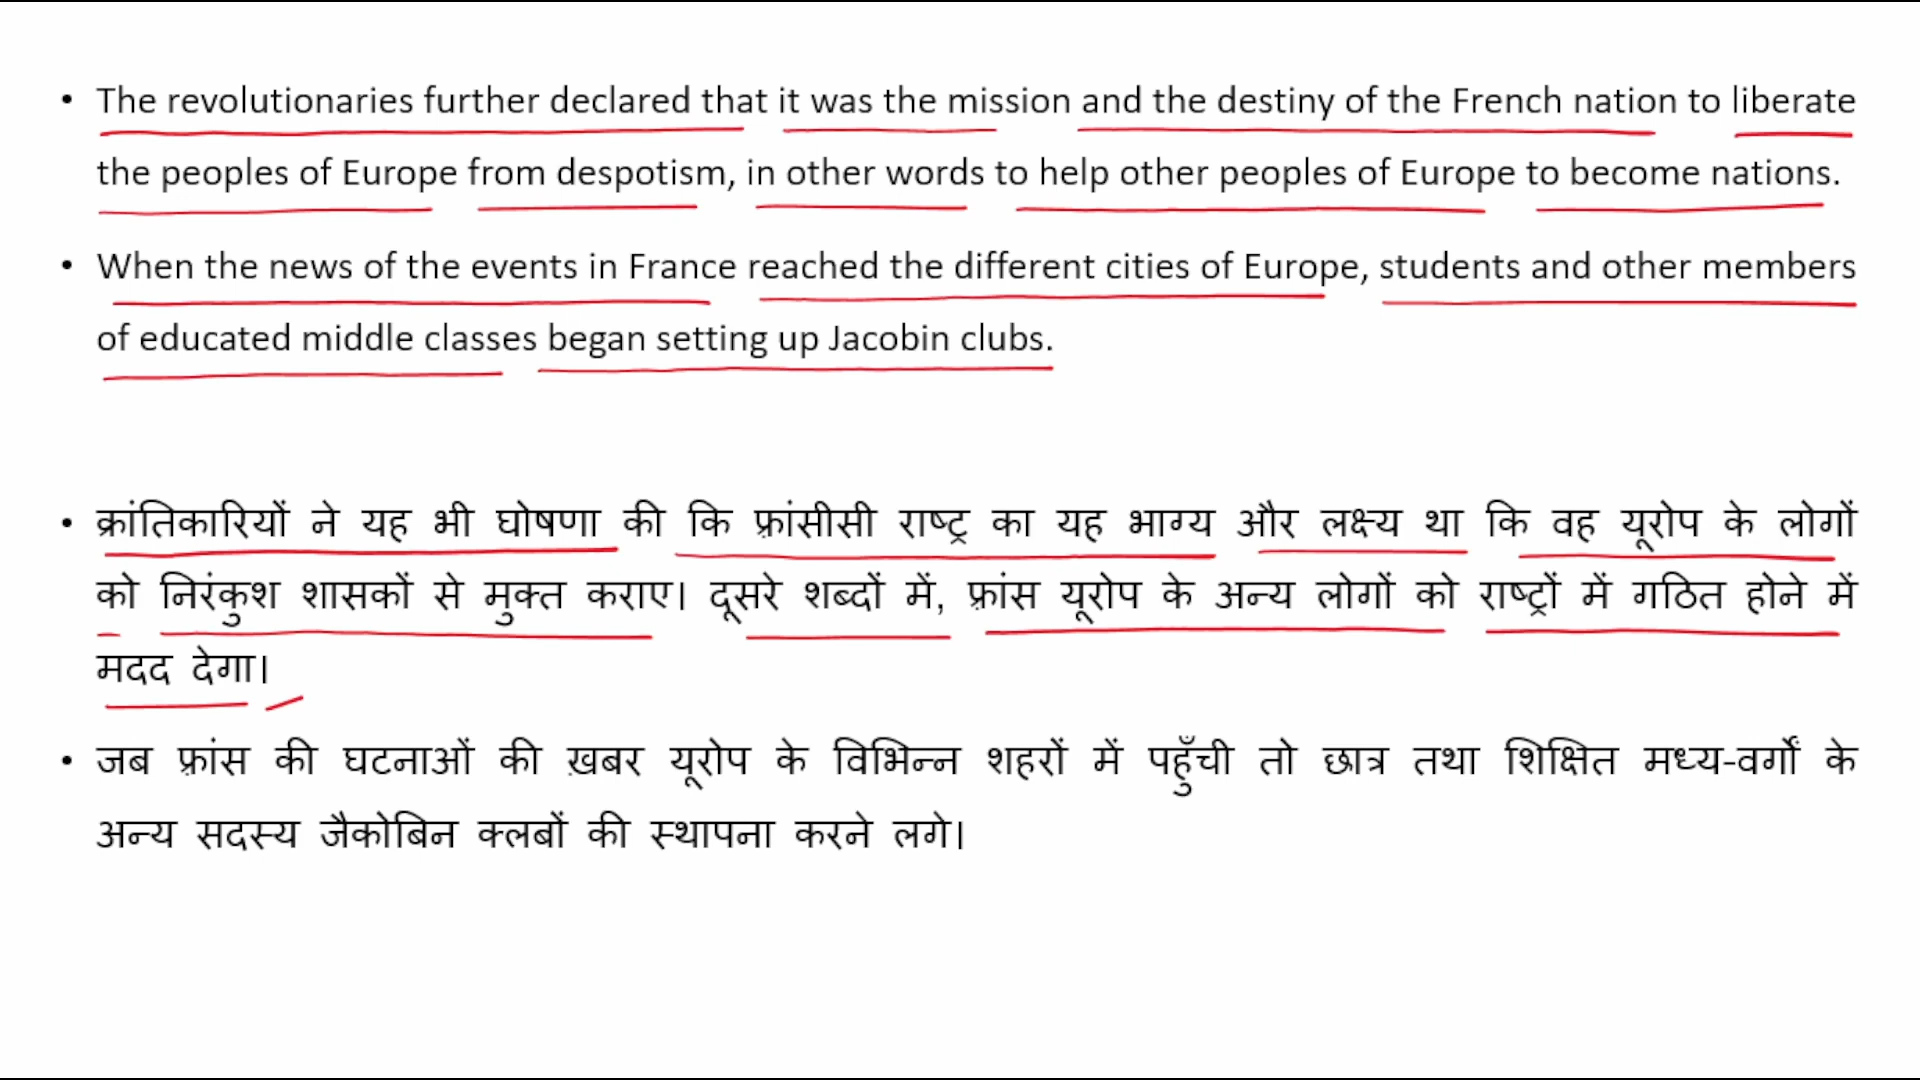 • The revolutionaries further declared that it was the mission and the destiny of the French nation to liberate
the peoples of Europe from despotism, in other words to help other peoples of Europe to become nations.
• When the news of the events in France reached the different cities of Europe, students and other members
of educated middle classes began setting up Jacobin clubs.
• क्रांतिकारियों ने यह भी घोषणा की कि फ़्रांसीसी राष्ट्र का यह भाग्य और लक्ष्य था कि वह यूरोप के लोगों
को निरंकुश शासकों से मुक्त कराए। दूसरे शब्दों में, फ़्रांस यूरोप के अन्य लोगों को राष्ट्रों में गठित होने में
मदद देगा।
• जब फ़्रांस की घटनाओं की ख़बर यूरोप के विभिन्न शहरों में पहुँची तो छात्र तथा शिक्षित मध्य-वर्गों के
अन्य सदस्य जैकोबिन क्लबों की स्थापना करने लगे।